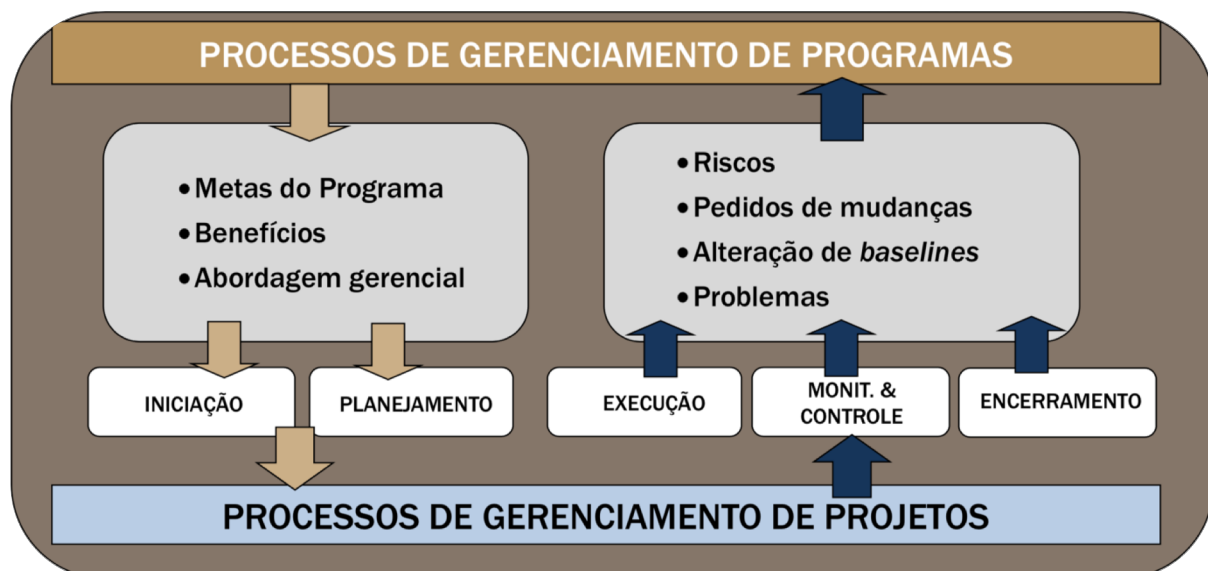 PROCESSOS DE GERENCIAMENTO DE PROGRAMAS
• Metas do Programa
• Benefícios
• Abordagem gerencial
• Riscos
• Pedidos de mudanças
• Alteração de baselines
• Problemas
INICIAÇÃO
PLANEJAMENTO
EXECUÇÃO
MONIT. &
CONTROLE
ENCERRAMENTO
PROCESSOS DE GERENCIAMENTO DE PROJETOS